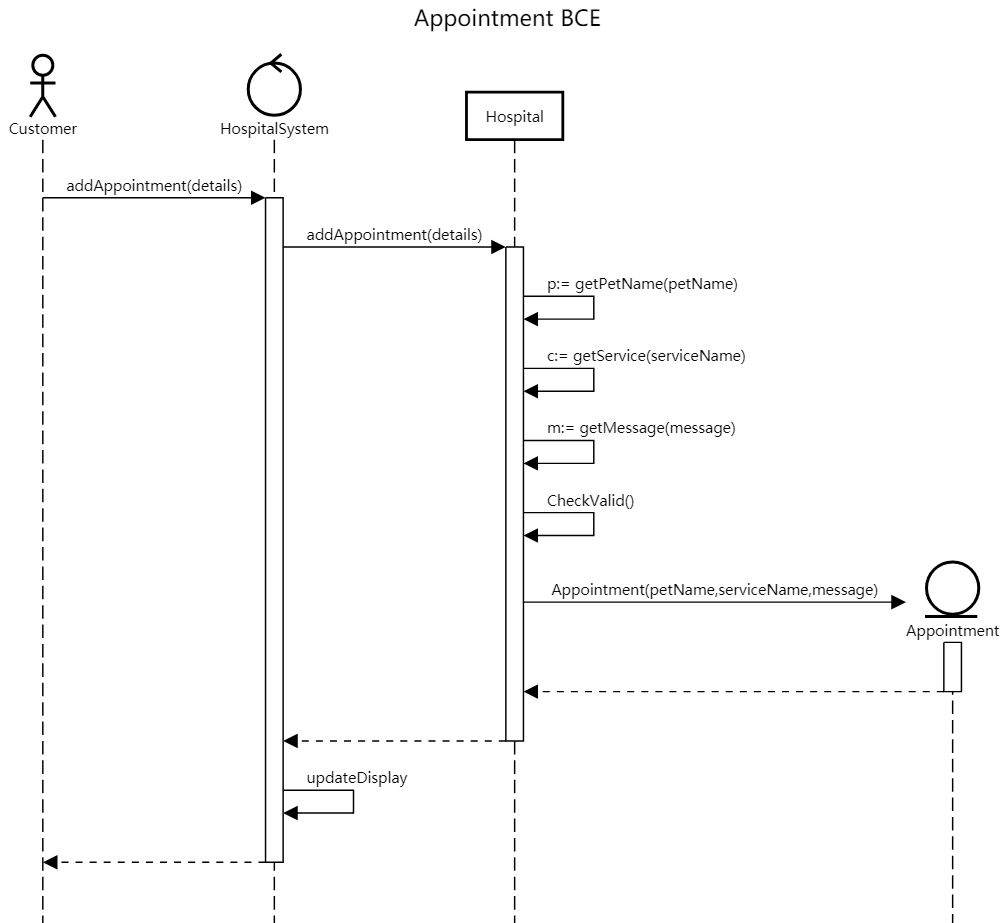 Appointment BCE
Customer
HospitalSystem
Hospital
addAppointment(details)
addAppointment(details)
p:= getPetName(petName)
c:= getService(serviceName)
m:= getMessage(message)
CheckValid()
Appointment(petName,serviceName,message)
Appointment
updateDisplay